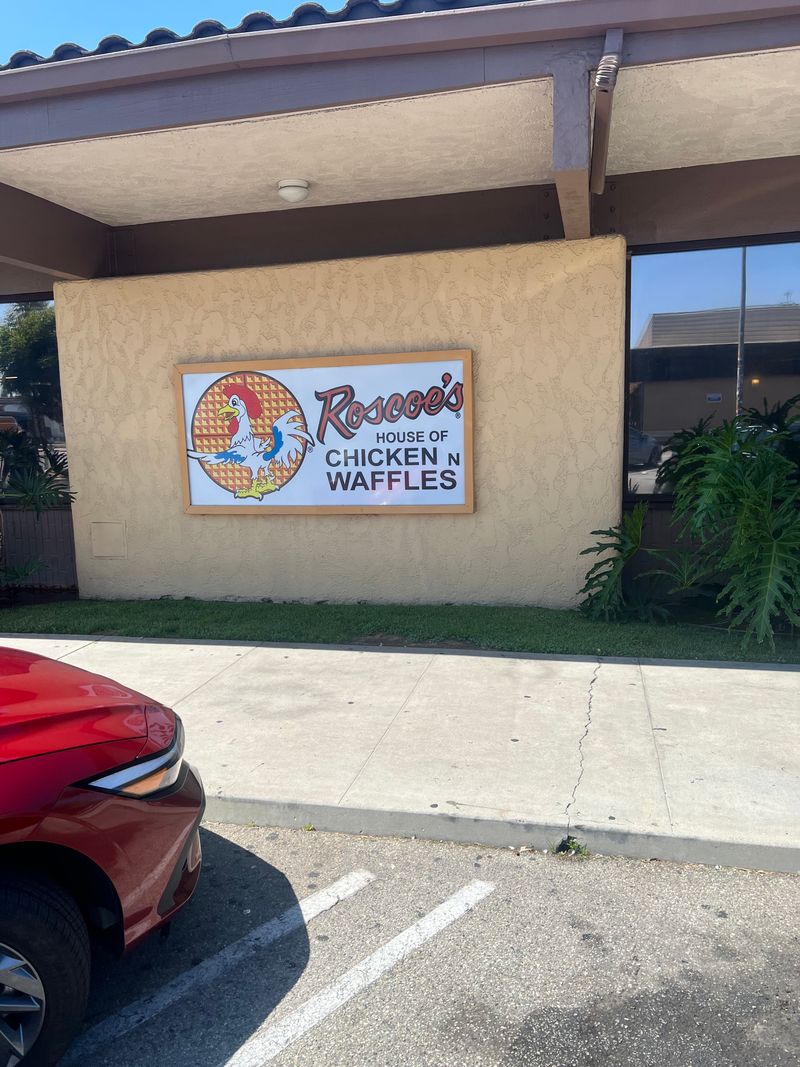 Roscoe's®
HOUSE OF
CHICKEN N
WAFFLES
®